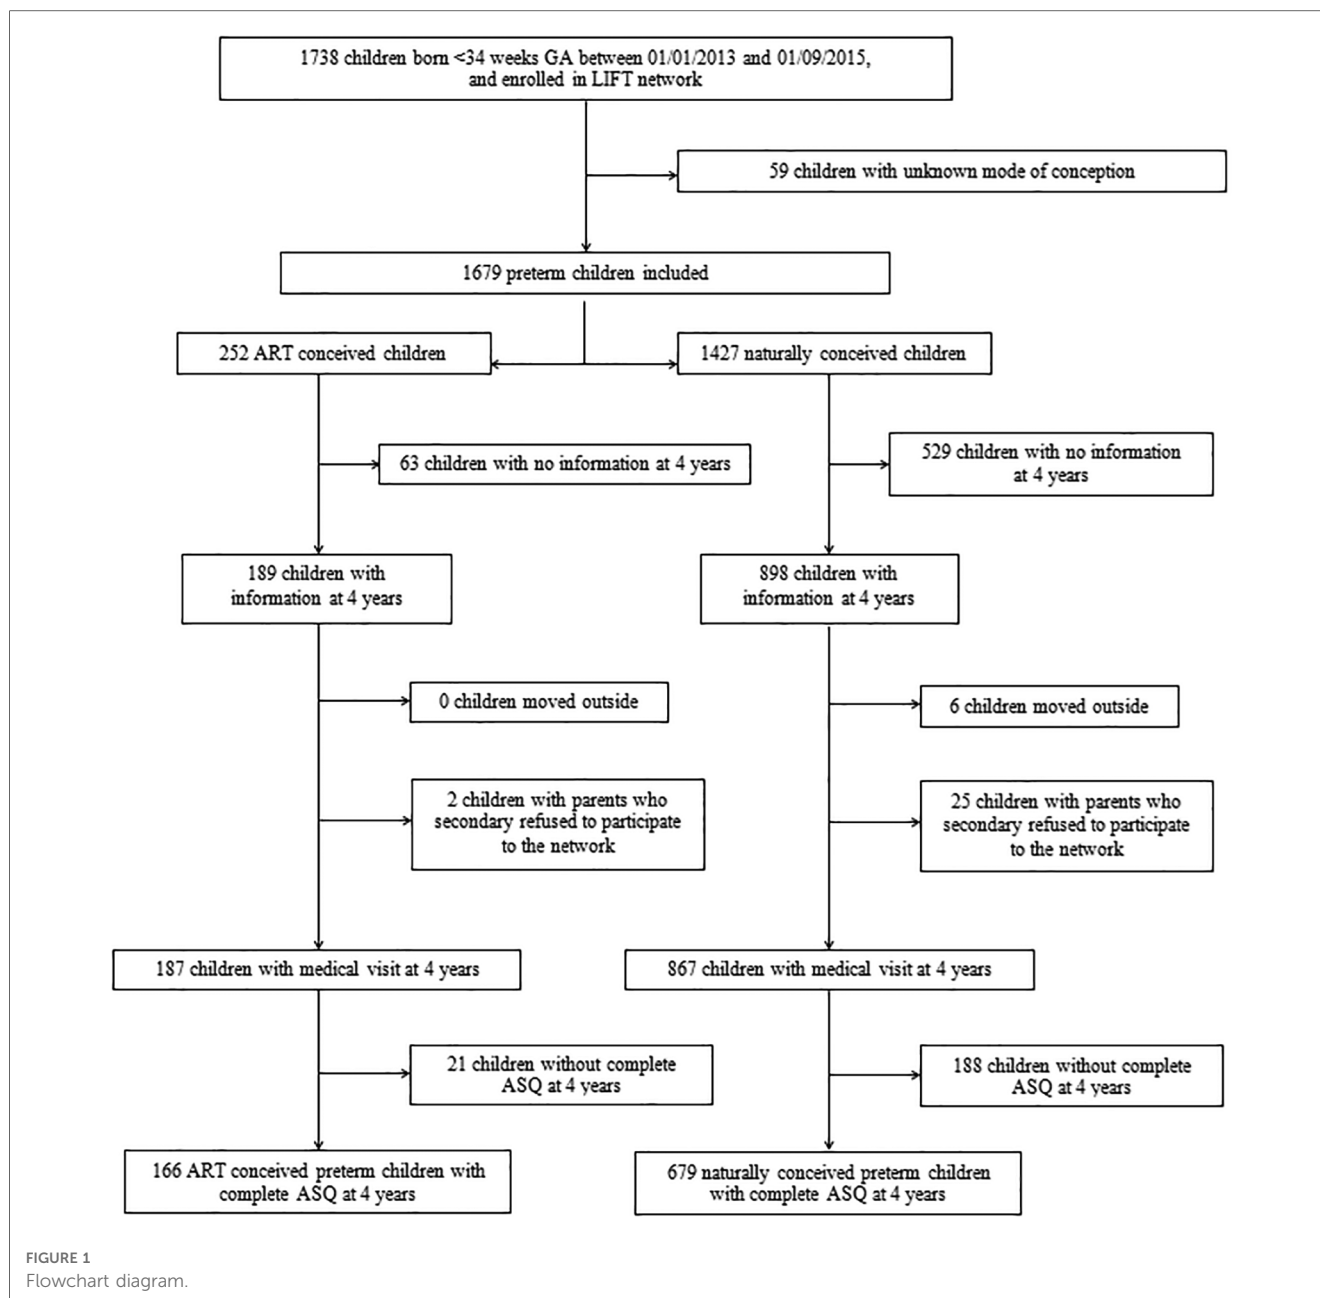 1738 children born <34 weeks GA between 01/01/2013 and 01/09/2015,
and enrolled in LIFT network
59 children with unknown mode of conception
1679 preterm children included
252 ART conceived children
1427 naturally conceived children
63 children with no information at 4 years
529 children with no information
at 4 years
189 children with
information at 4 years
898 children with
information at 4 years
0 children moved outside
6 children moved outside
2 children with parents who
secondary refused to participate
to the network
25 children with parents who
secondary refused to participate
to the network
187 children with medical visit at 4 years
867 children with medical visit at 4 years
21 children without complete
ASQ at 4 years
188 children without complete
ASQ at 4 years
166 ART conceived preterm children with
complete ASQ at 4 years
679 naturally conceived preterm children
with complete ASQ at 4 years
FIGURE 1
Flowchart diagram.